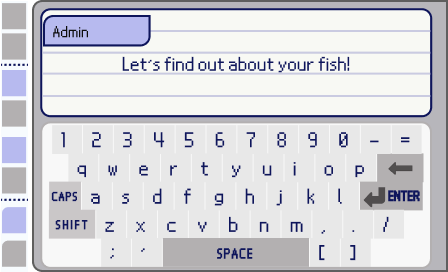 Admin
Let's find out about your fish!
1 2 3 4 5 6 7 8 9 0 - =
q w e r t y u i o p
CAPS a s d f g h j k l ENTER
SHIFT z x c v b n m , . /
; ´ SPACE [ ]